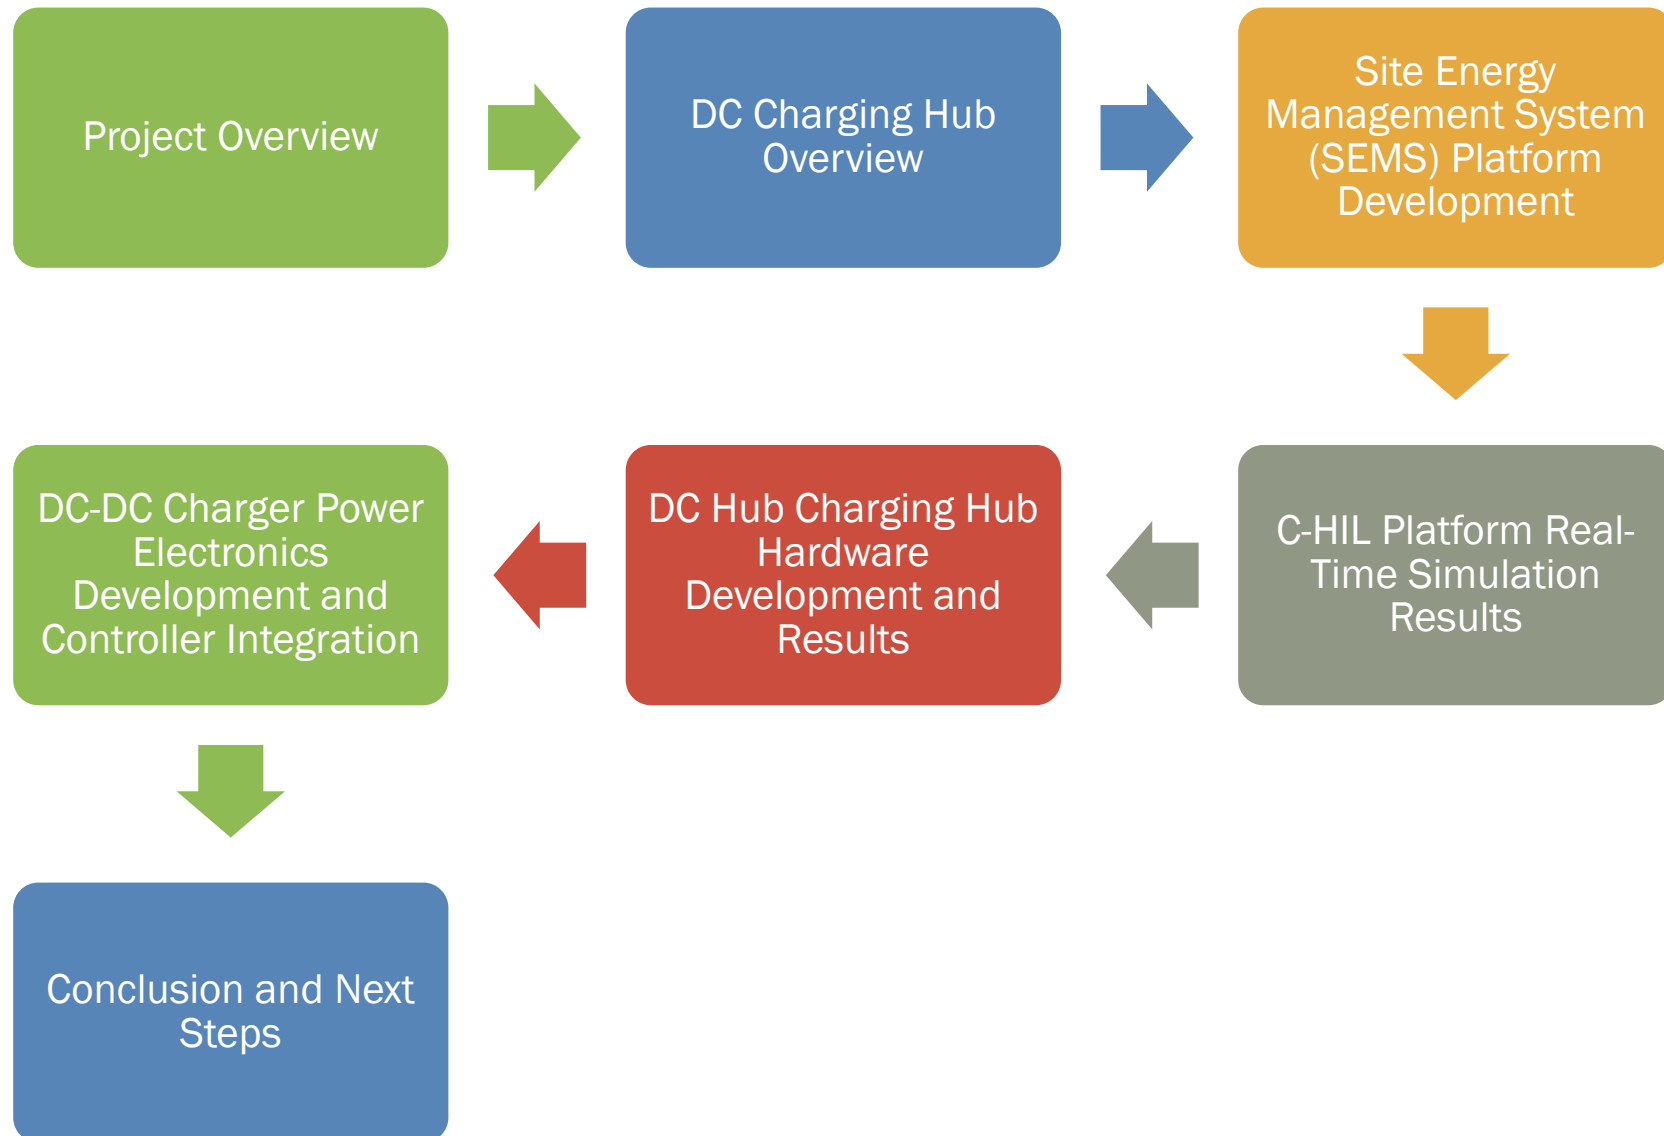 Project Overview
DC Charging Hub
Overview
Site Energy
Management System
(SEMS) Platform
Development
C-HIL Platform Real-
Time Simulation
Results
DC Hub Charging Hub
Hardware
Development and
Results
DC-DC Charger Power
Electronics
Development and
Controller Integration
Conclusion and Next
Steps